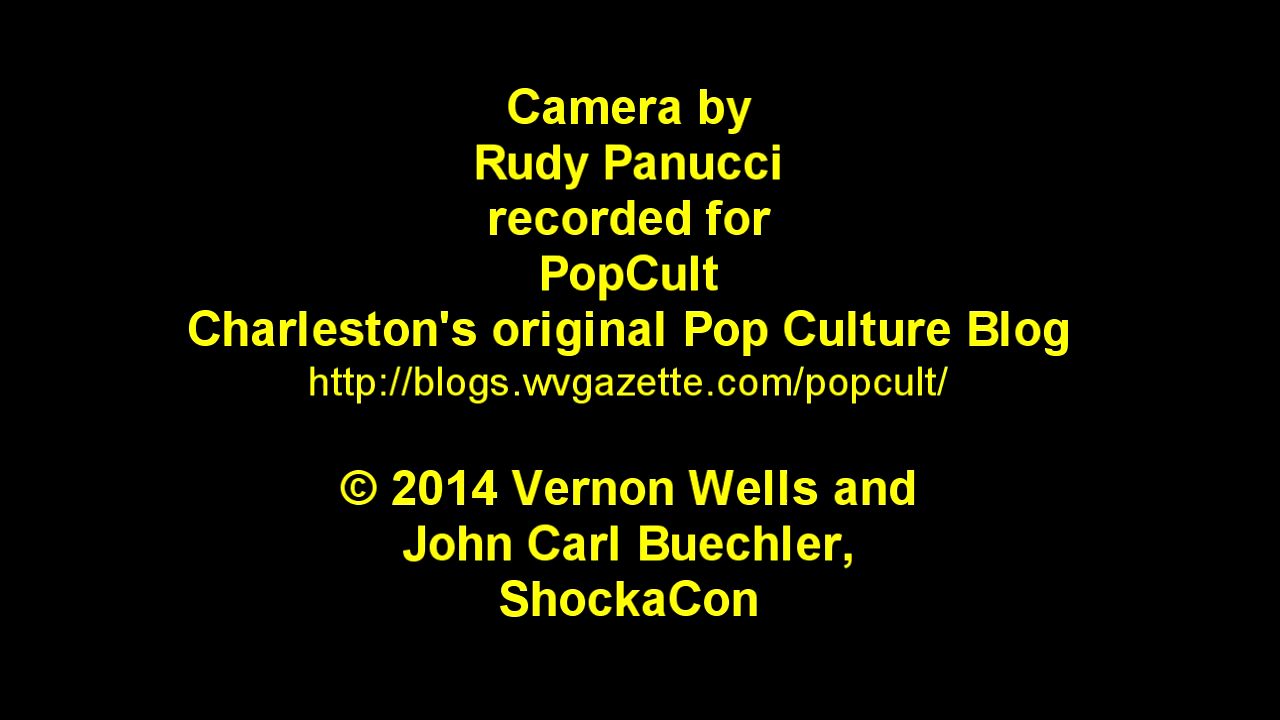 Camera by
Rudy Panucci
recorded for
PopCult
Charleston's original Pop Culture Blog
http://blogs.wvgazette.com/popcult/
© 2014 Vernon Wells and
John Carl Buechler,
ShockaCon